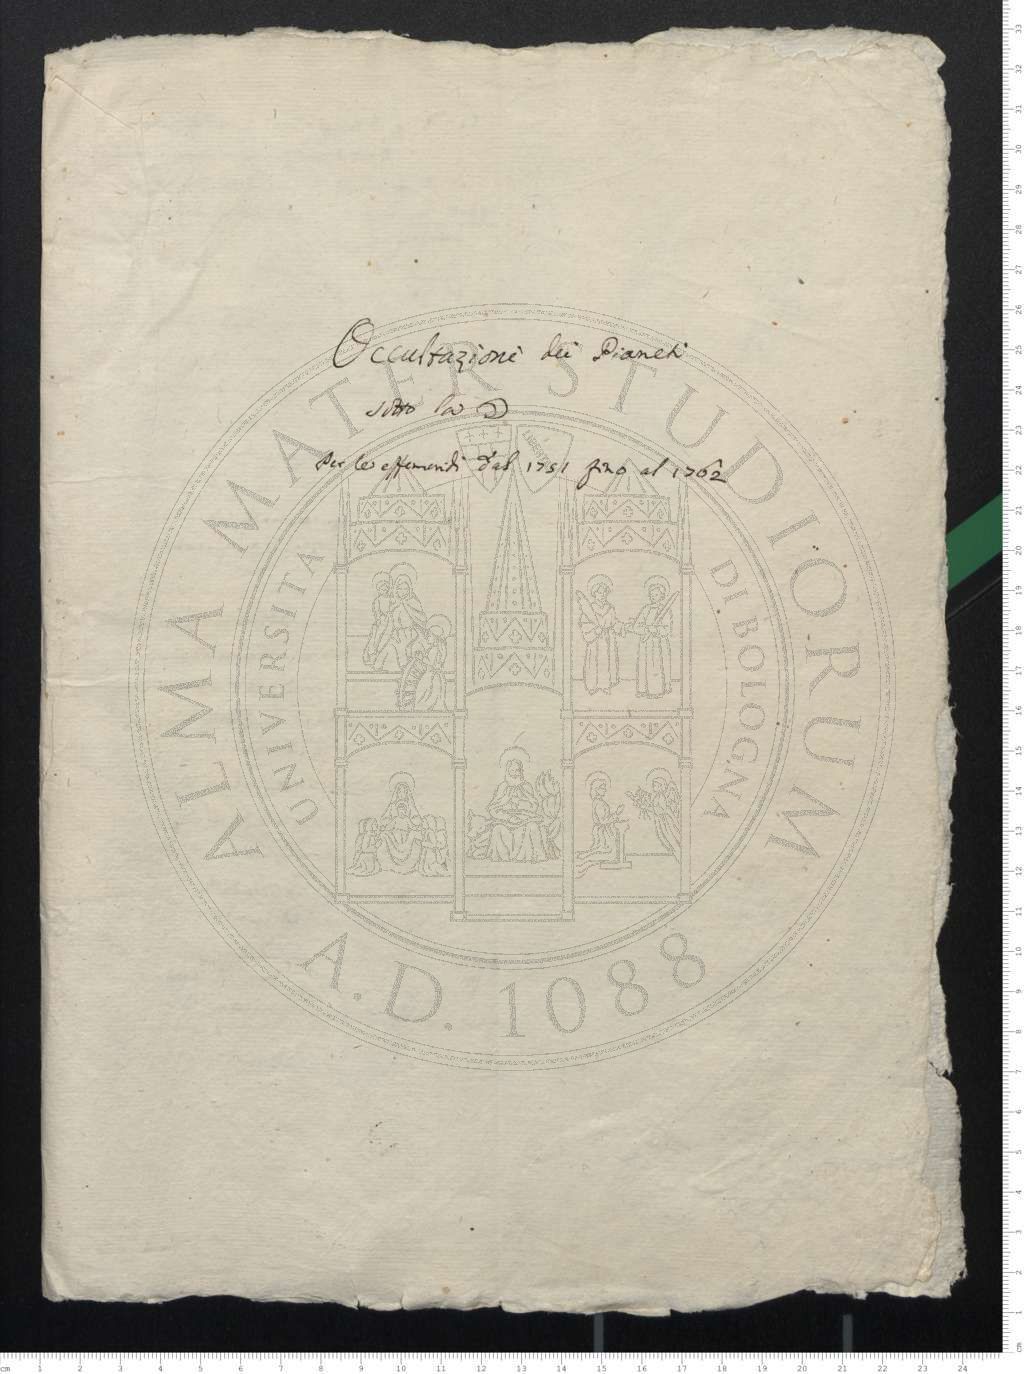 Occultazioni dei Pianeti
sotto la ☽
Per le effemeridi dal 1751 fino al 1762
ALMA MATER STUDIORUM
UNIVERSITA DI BOLOGNA
A.D. 1088